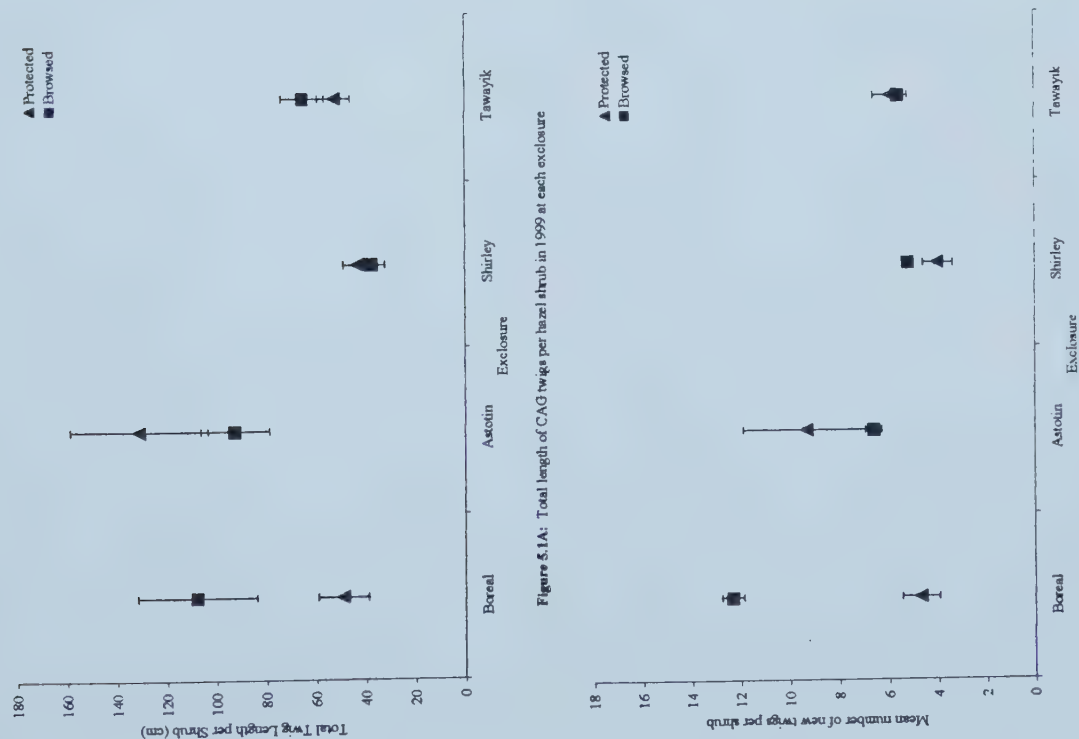 Total Twig Length per Shrub (cm)
180
160
140
120
100
80
60
40
20
0
Protected
Browsed
Boreal
Astotin
Shirley
Tawayik
Exclosure
Figure 5.1A: Total length of CAG twigs per hazel shrub in 1999 at each exclosure
Mean number of new twigs per shrub
18
16
14
12
10
8
6
4
2
0
Protected
Browsed
Boreal
Astotin
Shirley
Tawayik
Exclosure